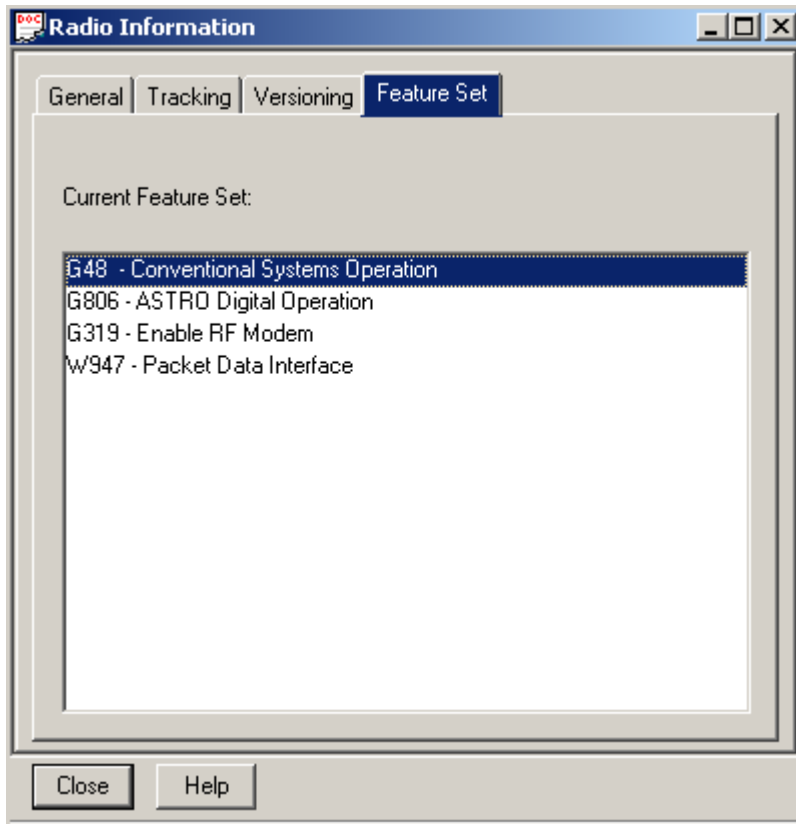 DOC Radio Information
General Tracking Versioning Feature Set
Current Feature Set:
G48 - Conventional Systems Operation
G806 - ASTRO Digital Operation
G319 - Enable RF Modem
W947 - Packet Data Interface
Close Help